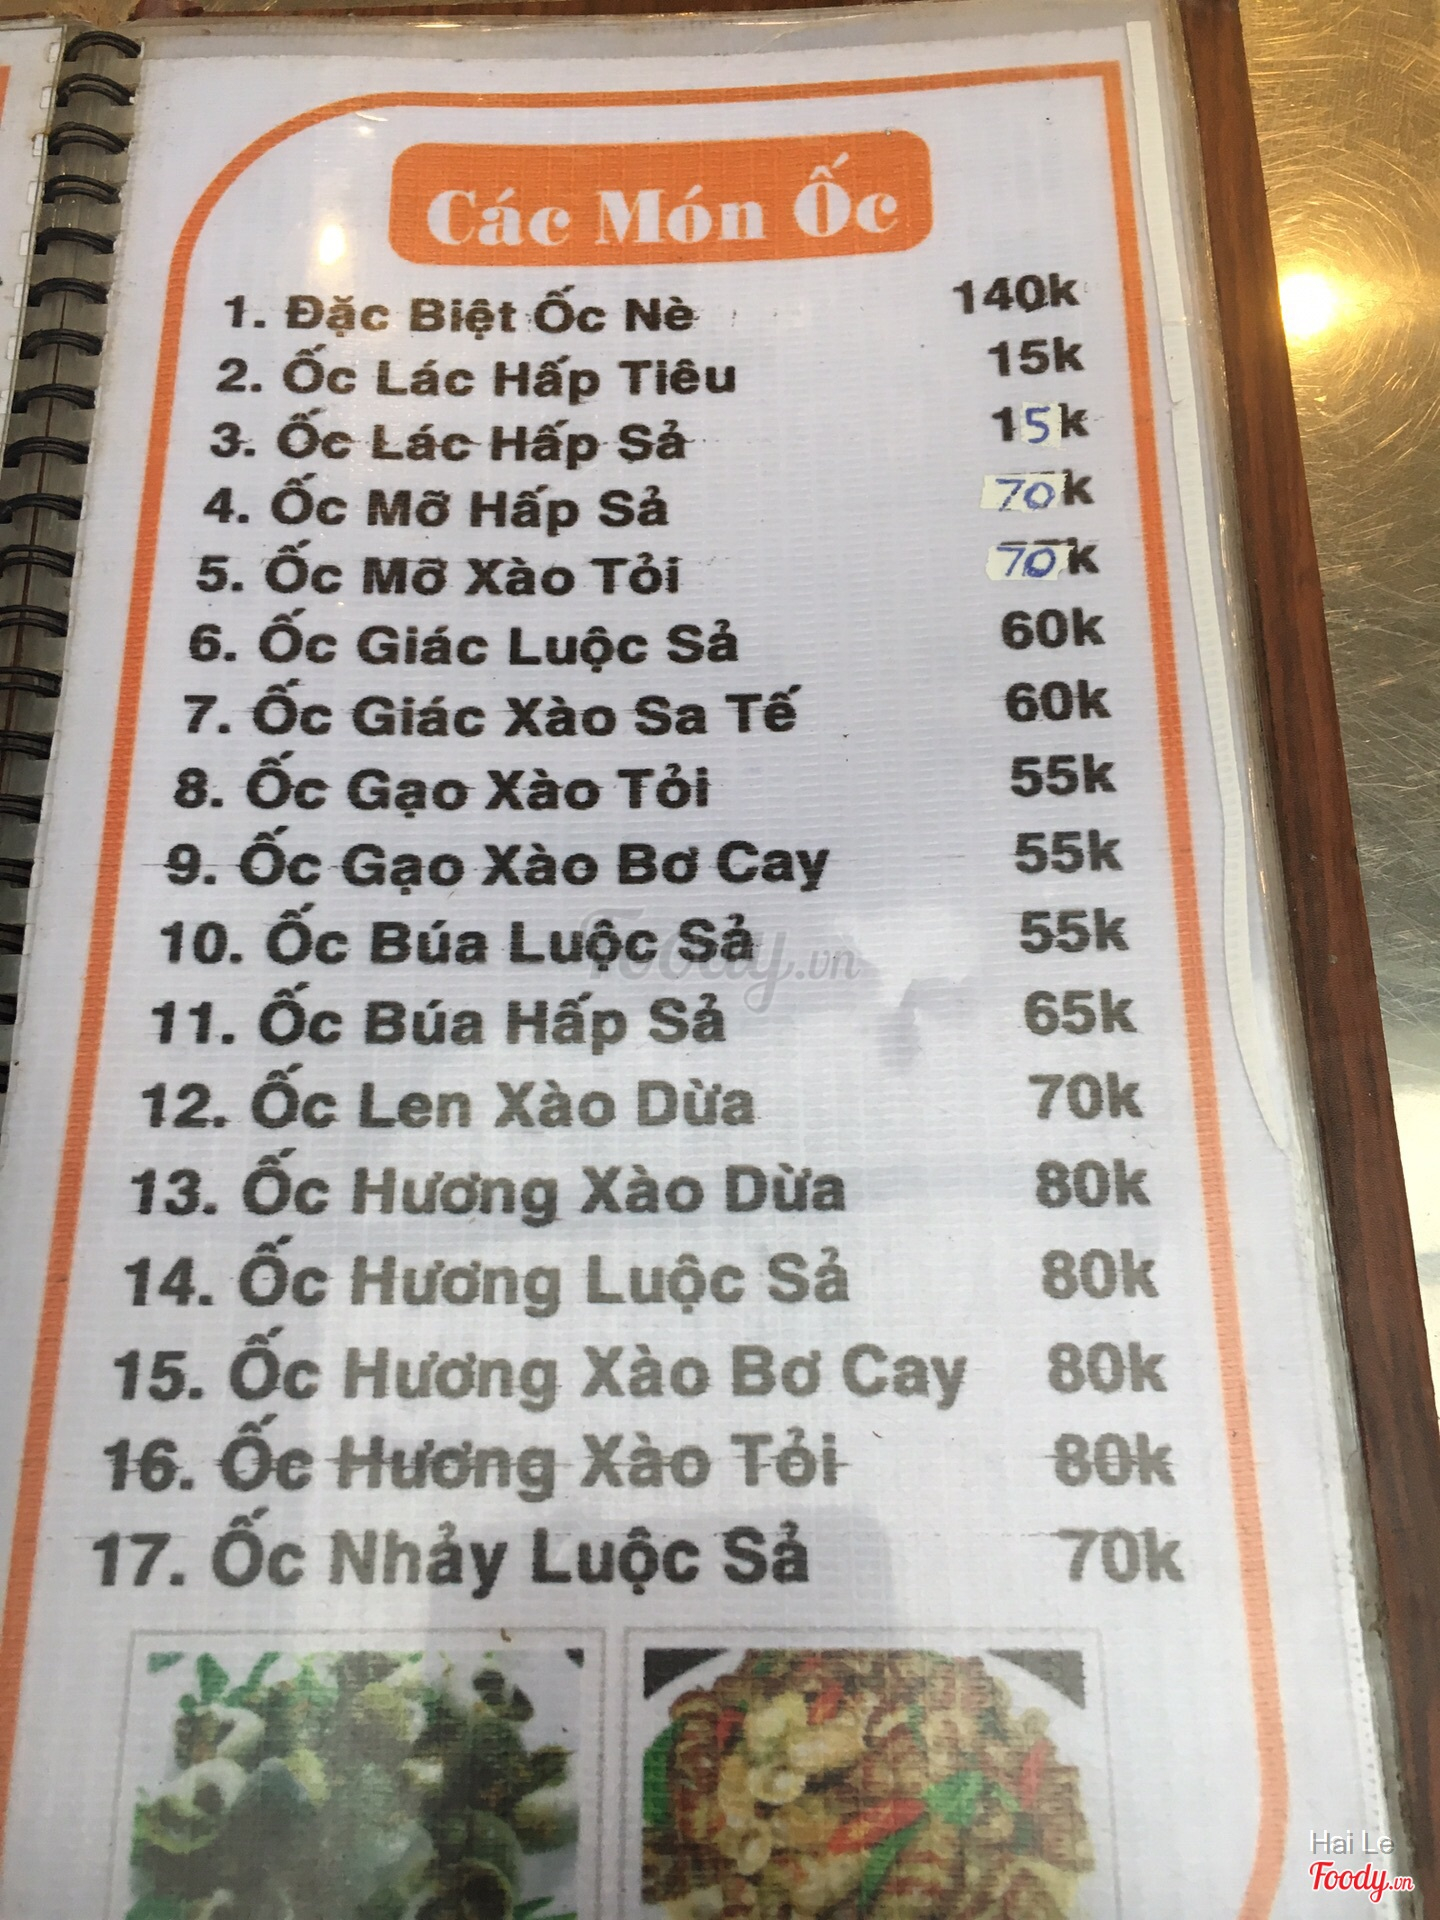 Các Món Ốc
1. Đặc Biệt Ốc Nè 140k
2. Ốc Lác Hấp Tiêu 15k
3. Ốc Lác Hấp Sả 15k
4. Ốc Mỡ Hấp Sả 70k
5. Ốc Mỡ Xào Tỏi 70k
6. Ốc Giác Luộc Sả 60k
7. Ốc Giác Xào Sa Tế 60k
8. Ốc Gạo Xào Tỏi 55k
9. Ốc Gạo Xào Bơ Cay 55k
10. Ốc Búa Luộc Sả 55k
11. Ốc Búa Hấp Sả 65k
12. Ốc Len Xào Dừa 70k
13. Ốc Hương Xào Dừa 80k
14. Ốc Hương Luộc Sả 80k
15. Ốc Hương Xào Bơ Cay 80k
16. Ốc Hương Xào Tỏi 80k
17. Ốc Nhảy Luộc Sả 70k
Foody.vn
Hai Le
Foody.vn